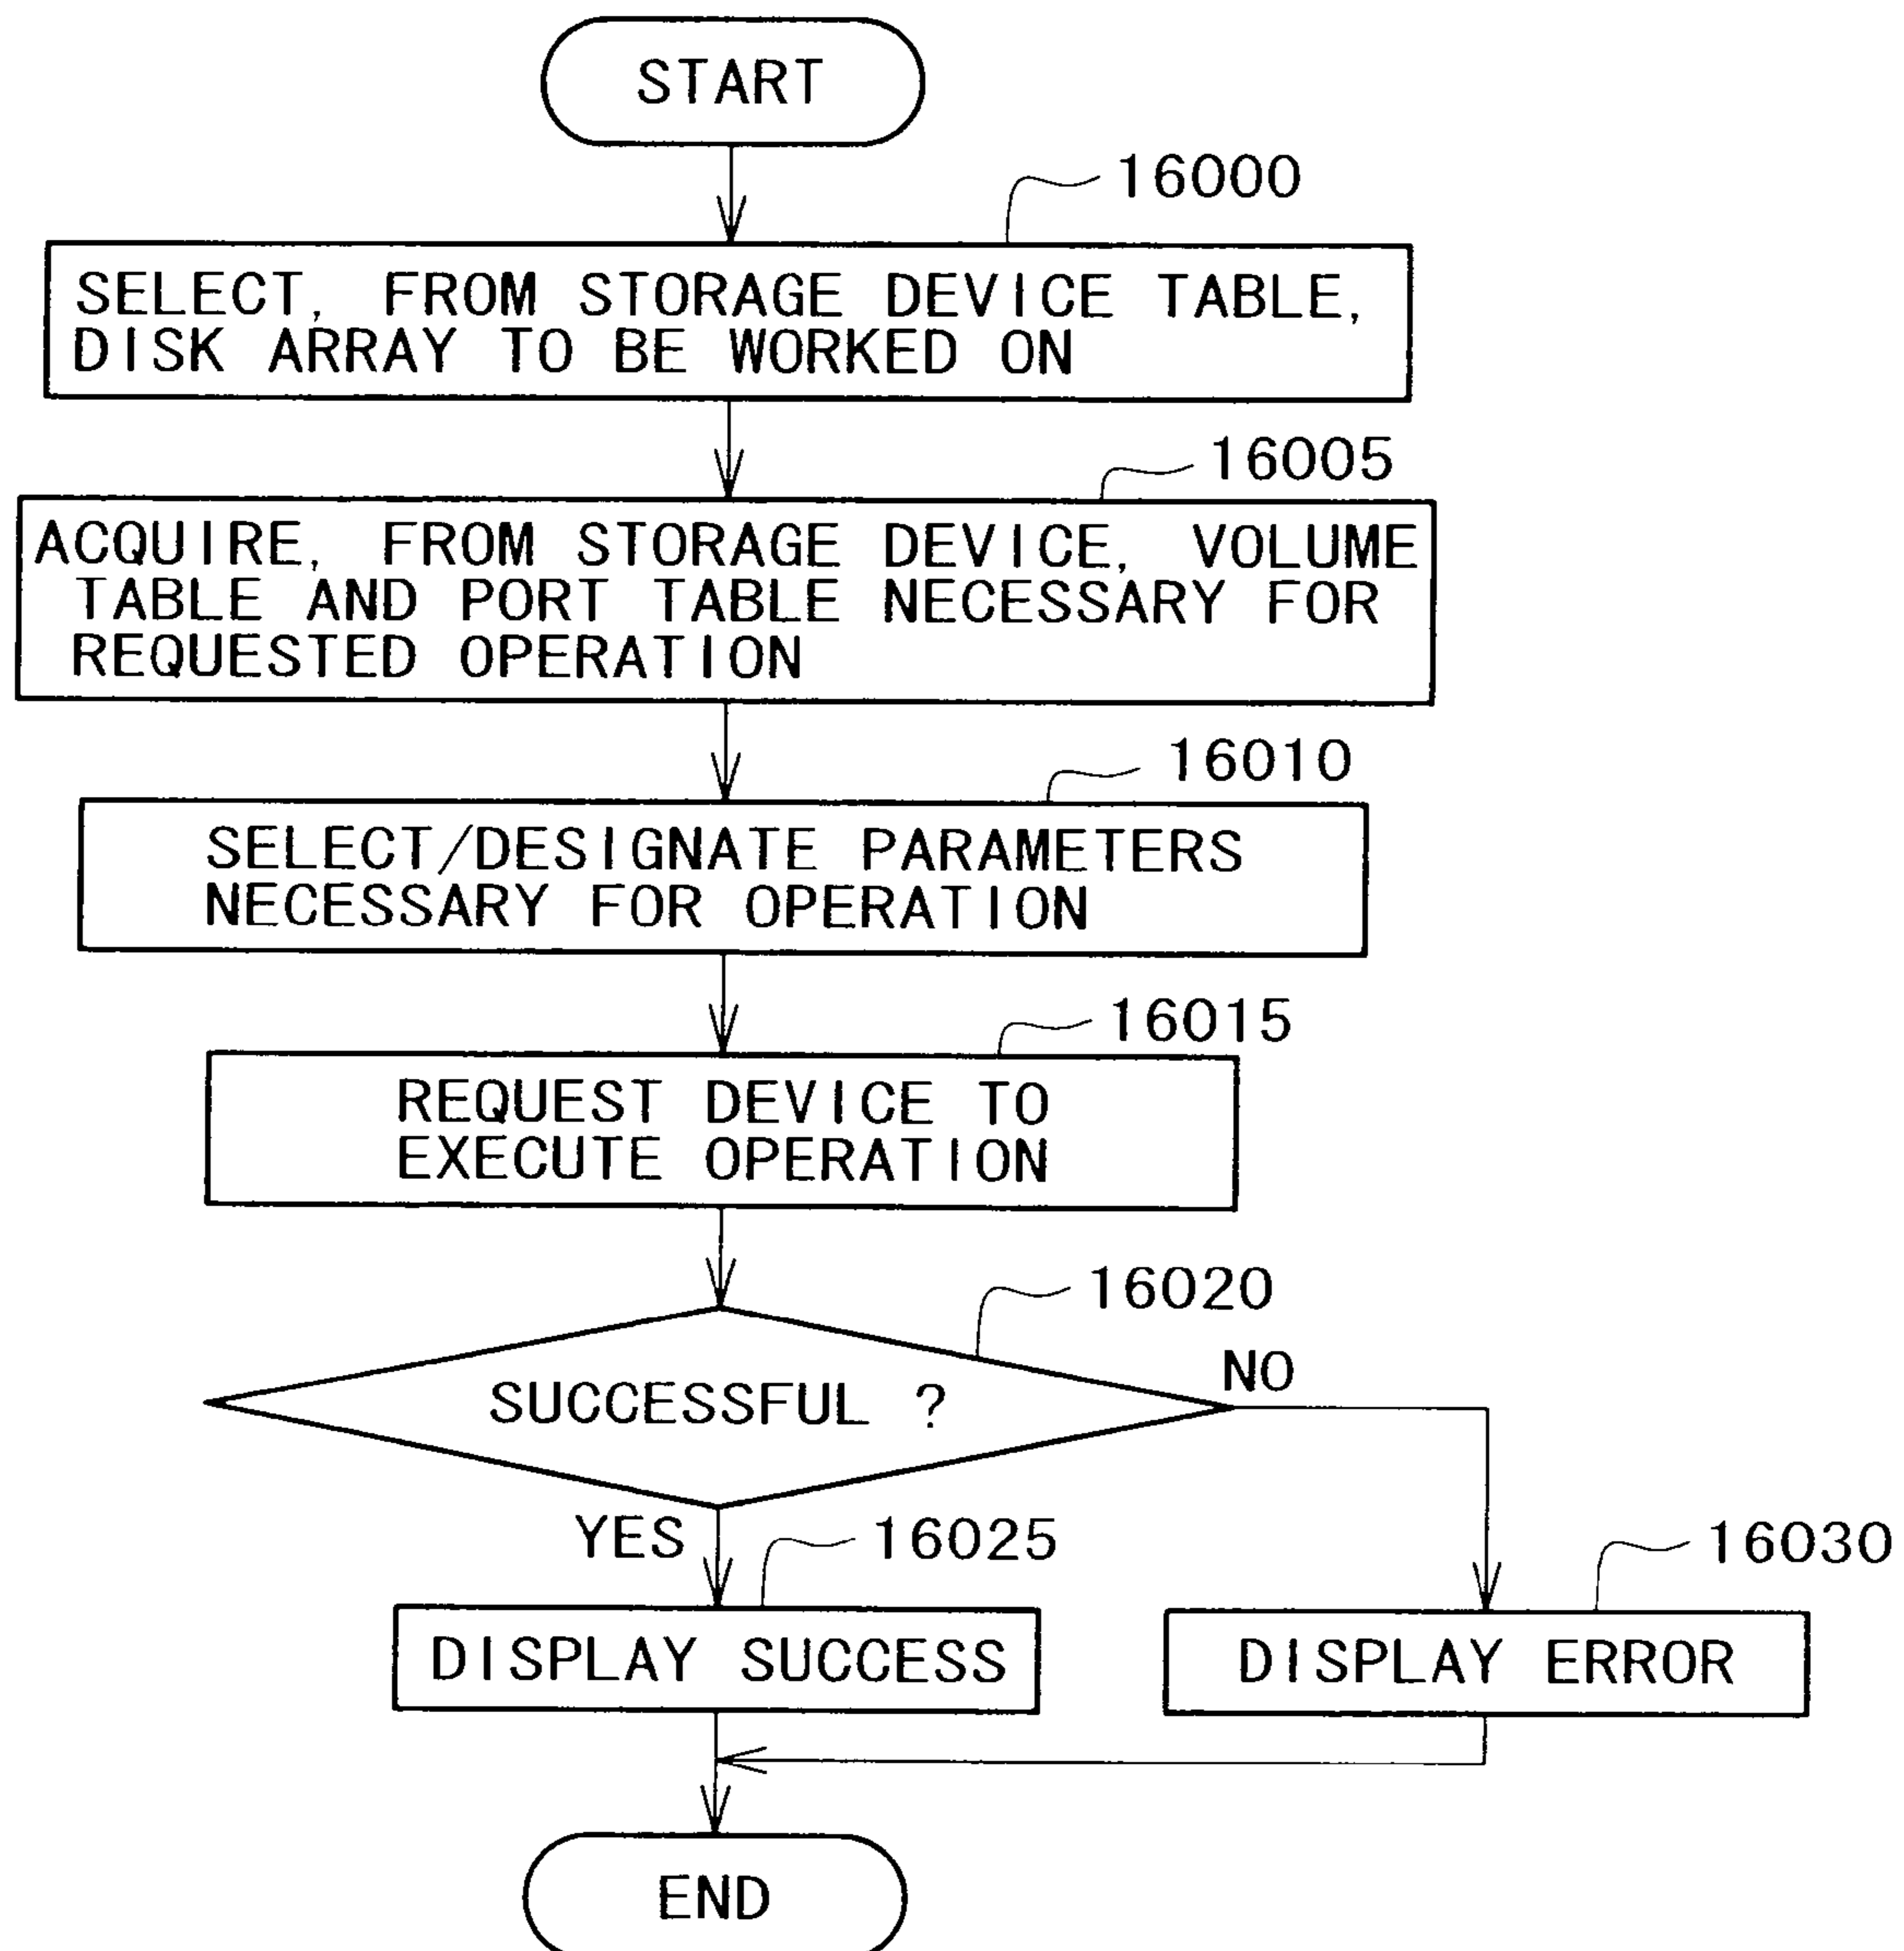 START
16000
SELECT, FROM STORAGE DEVICE TABLE,
DISK ARRAY TO BE WORKED ON
16005
ACQUIRE, FROM STORAGE DEVICE, VOLUME
TABLE AND PORT TABLE NECESSARY FOR
REQUESTED OPERATION
16010
SELECT/DESIGNATE PARAMETERS
NECESSARY FOR OPERATION
16015
REQUEST DEVICE TO
EXECUTE OPERATION
16020
SUCCESSFUL ?
NO
YES
16025
16030
DISPLAY SUCCESS
DISPLAY ERROR
END